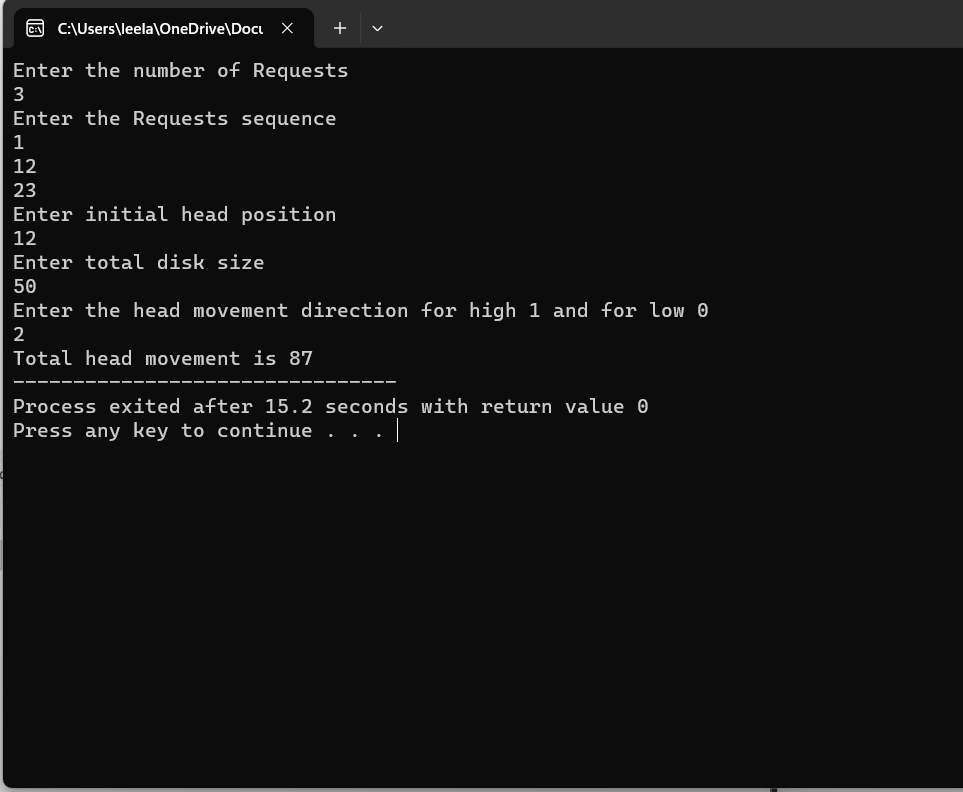 C:\Users\leela\OneDrive\Docu
Enter the number of Requests
3
Enter the Requests sequence
1
12
23
Enter initial head position
12
Enter total disk size
50
Enter the head movement direction for high 1 and for low 0
2
Total head movement is 87
--------------------------------
Process exited after 15.2 seconds with return value 0
Press any key to continue . . .